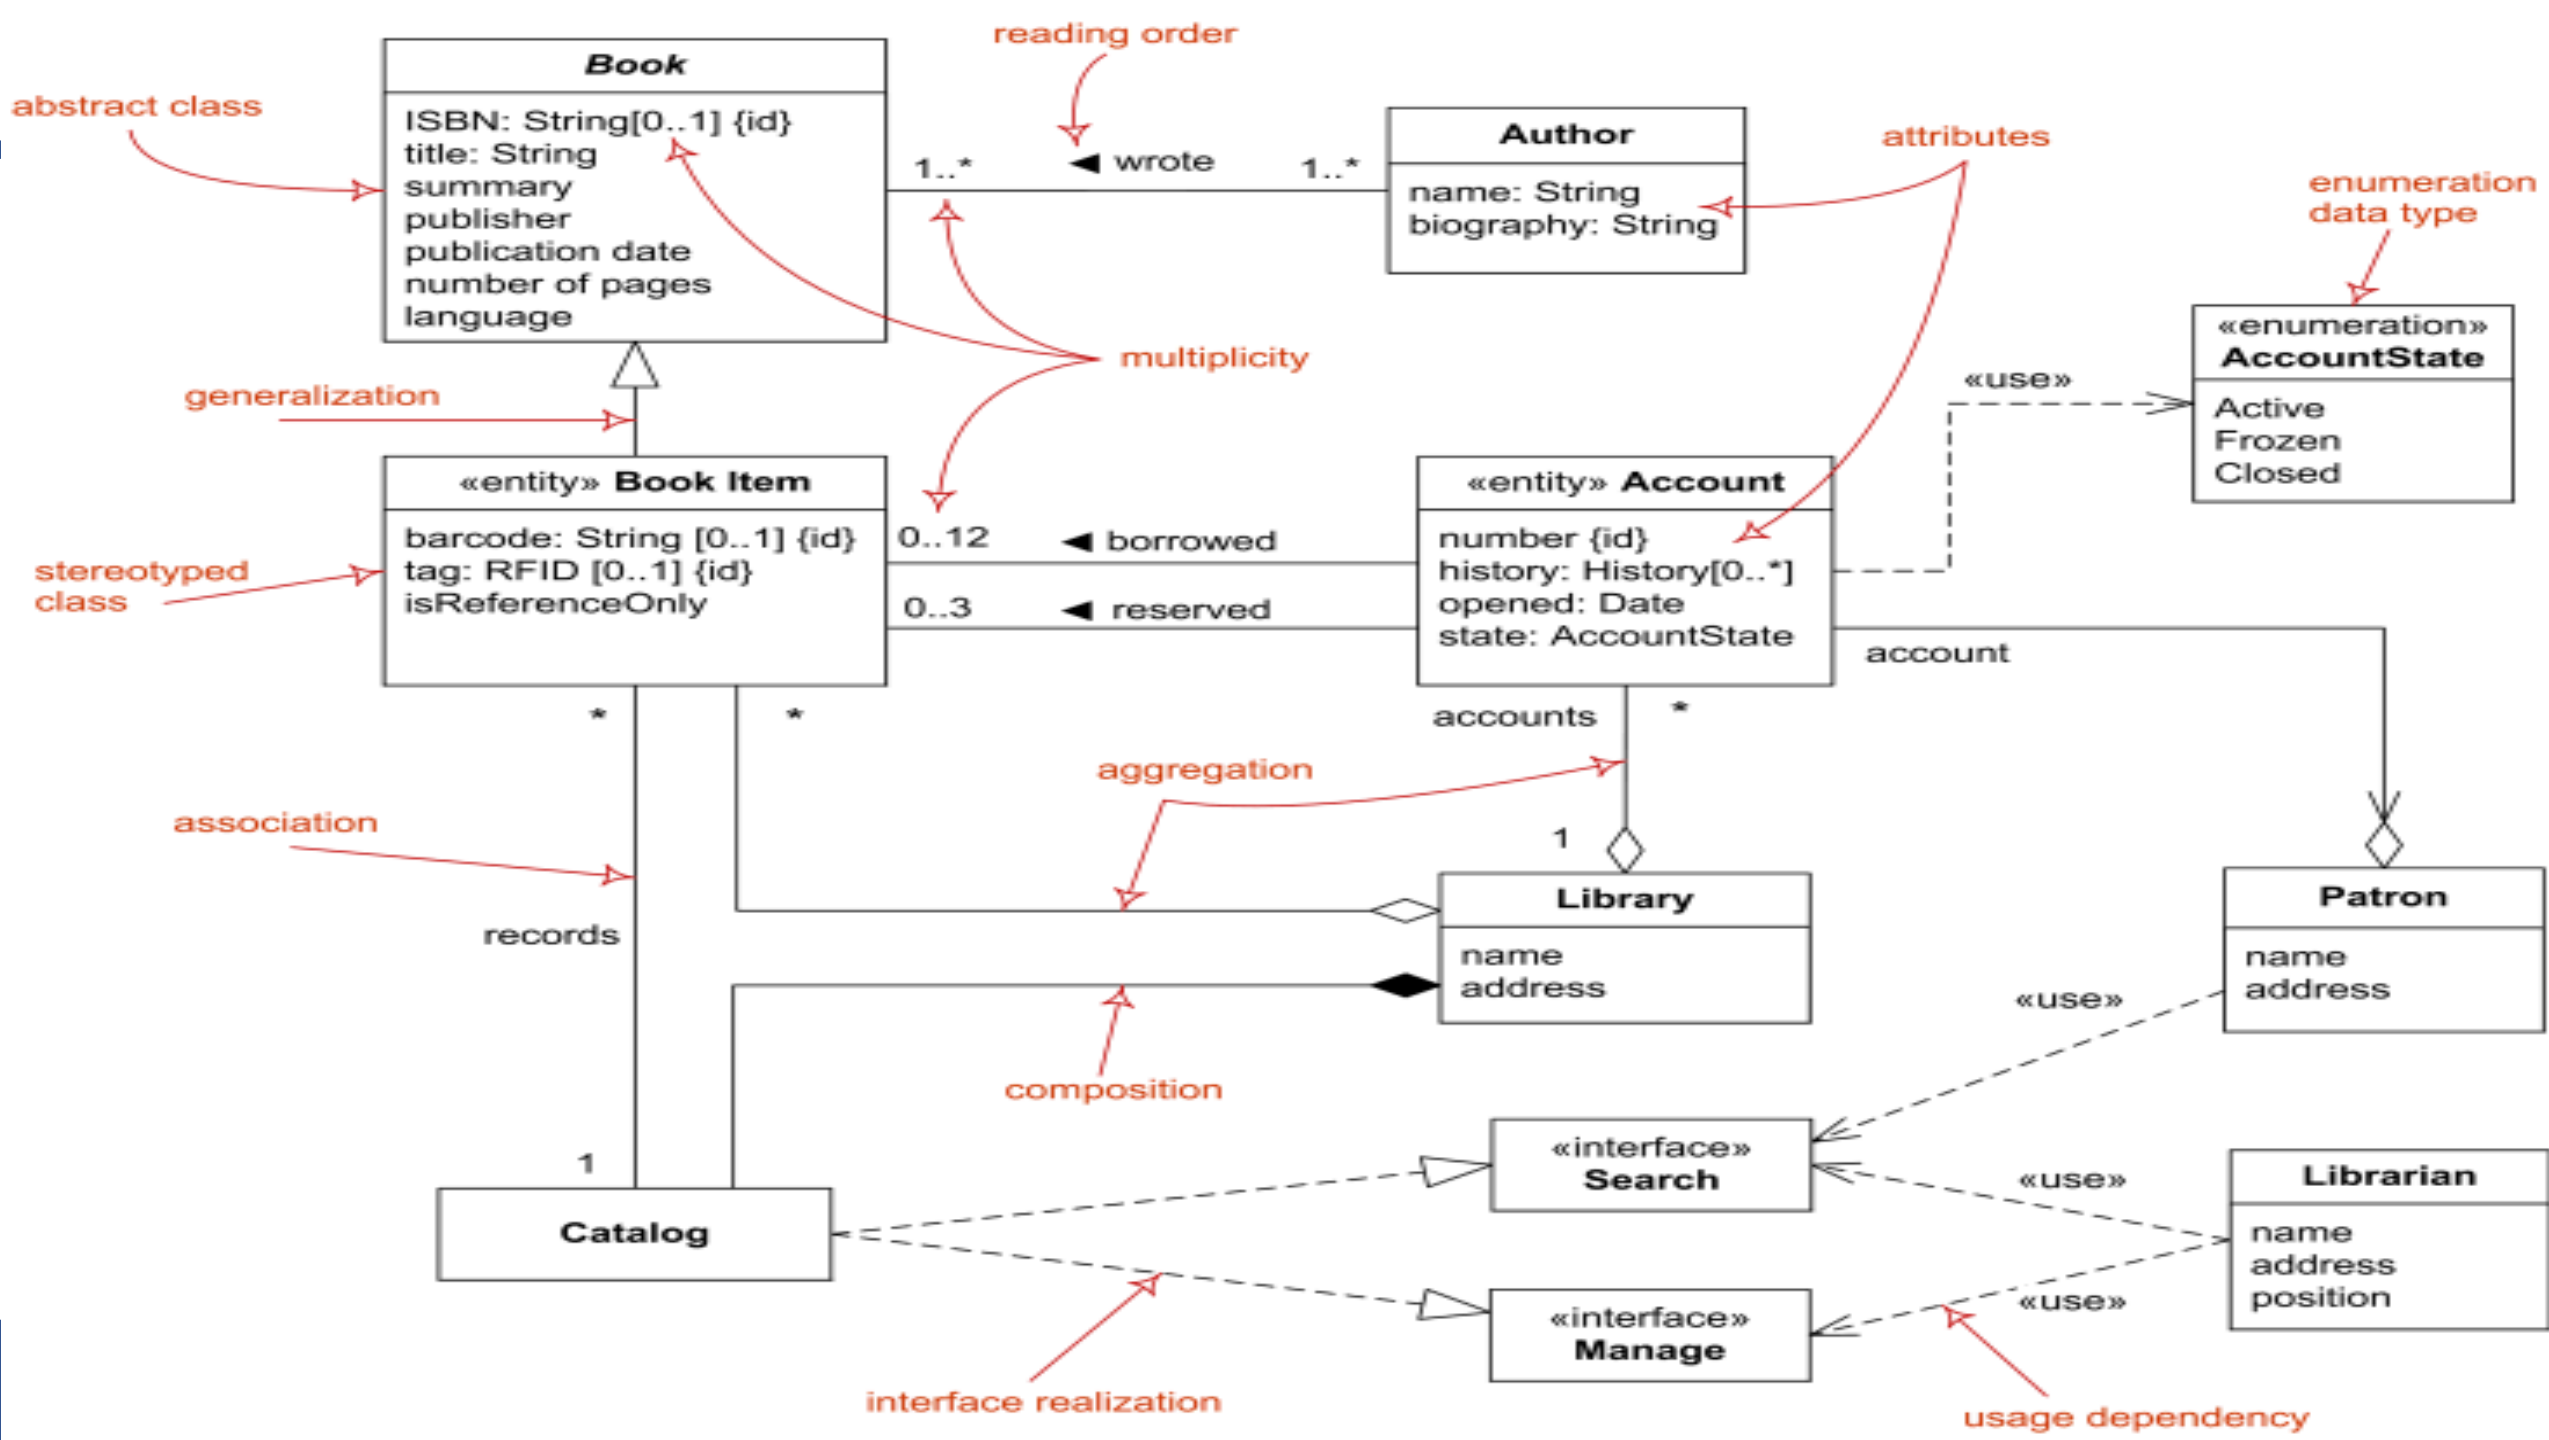 reading order
Book
abstract class
ISBN: String[0..1] {id}
title: String
summary
publisher
publication date
number of pages
language
1..*
◄ wrote
1..*
Author
name: String
biography: String
attributes
enumeration
data type
«enumeration»
AccountState
Active
Frozen
Closed
multiplicity
generalization
«use»
«entity» Book Item
barcode: String [0..1] {id}
tag: RFID [0..1] {id}
isReferenceOnly
stereotyped
class
0..12
◄ borrowed
0..3
◄ reserved
«entity» Account
number {id}
history: History[0..*]
opened: Date
state: AccountState
account
*
*
accounts
*
aggregation
association
1
records
Library
name
address
Patron
name
address
composition
«use»
1
Catalog
«interface»
Search
«use»
Librarian
name
address
position
«use»
«interface»
Manage
interface realization
usage dependency